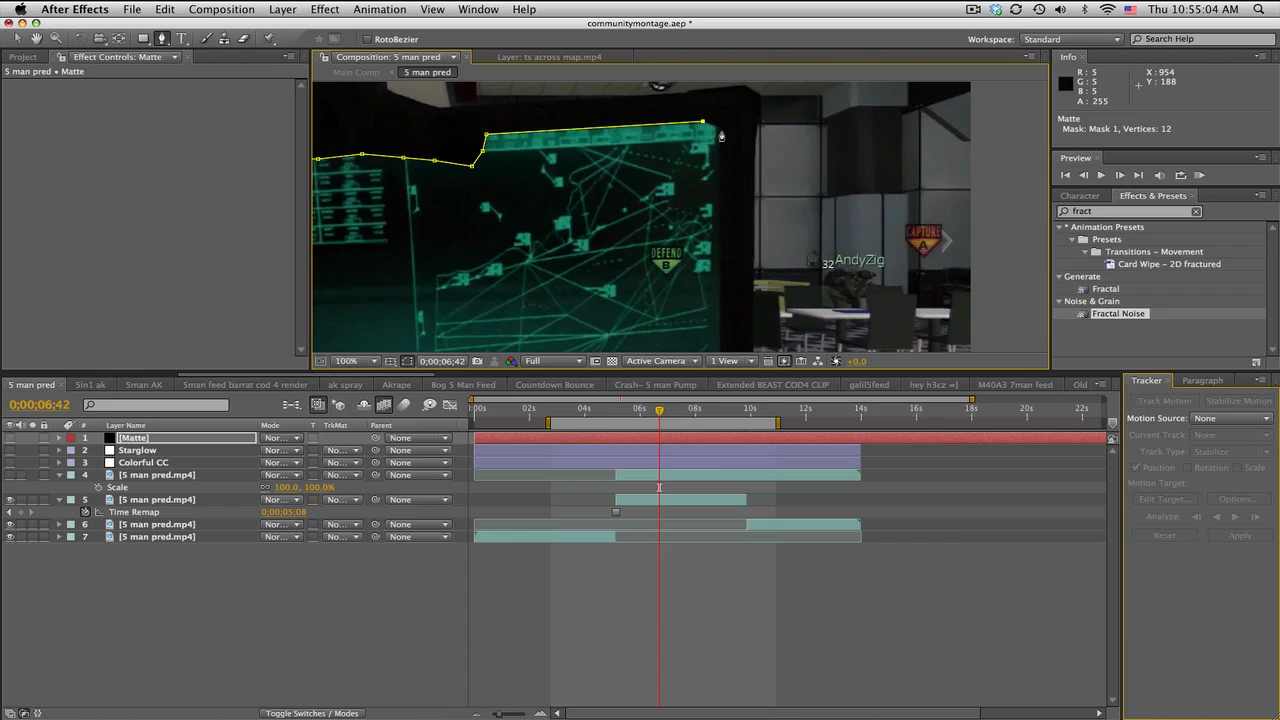 After Effects File Edit Composition Layer Effect Animation View Window Help Thu 10:55:04 AM
communitymontage.aep *
RotoBezier Workspace: Standard Search Help
Project Effect Controls: Matte Composition: 5 man pred Layer: ts across map.mp4 Info
5 man pred • Matte Main Comp 5 man pred
R: 5 X: 954
G: 5 Y: 188
B: 5
A: 255
Matte
Mask: Mask 1, Vertices: 12
Preview
Character Effects & Presets
fract
* Animation Presets
Presets
Transitions – Movement
Card Wipe – 2D fractured
Generate
Fractal
Noise & Grain
Fractal Noise
CAPTURE
A
DEFEND
B
32 AndyZig
100% 0;00;06;42 Full Active Camera 1 View +0.0
5 man pred Sin1 ak Sman AK Sman feed barrat cod 4 render ak spray Akrape Bog 5 Man Feed Countdown Bounce Crash- 5 man Pump Extended BEAST COD4 CLIP galilSfeed hey h3cz =] M40A3 7man feed Old
Tracker Paragraph
0;00;06;42 :00s 02s 04s 06s 08s 10s 12s 14s 16s 18s 20s 22s
Track Motion Stabilize Motion
Motion Source: None
# Layer Name Mode T TrkMat Parent
Current Track: None
1 [Matte] Nor... None
2 Starglow Nor... No... None
Track Type: Stabilize
3 Colorful CC Nor... No... None
Position Rotation Scale
4 [5 man pred.mp4] Nor... No... None
Motion Target:
Scale 100.0, 100.0%
5 [5 man pred.mp4] Nor... No... None
Edit Target... Options...
Time Remap 0;00;05;08
Analyze:
6 [5 man pred.mp4] Nor... No... None
7 [5 man pred.mp4] Nor... No... None
Reset Apply
Toggle Switches / Modes